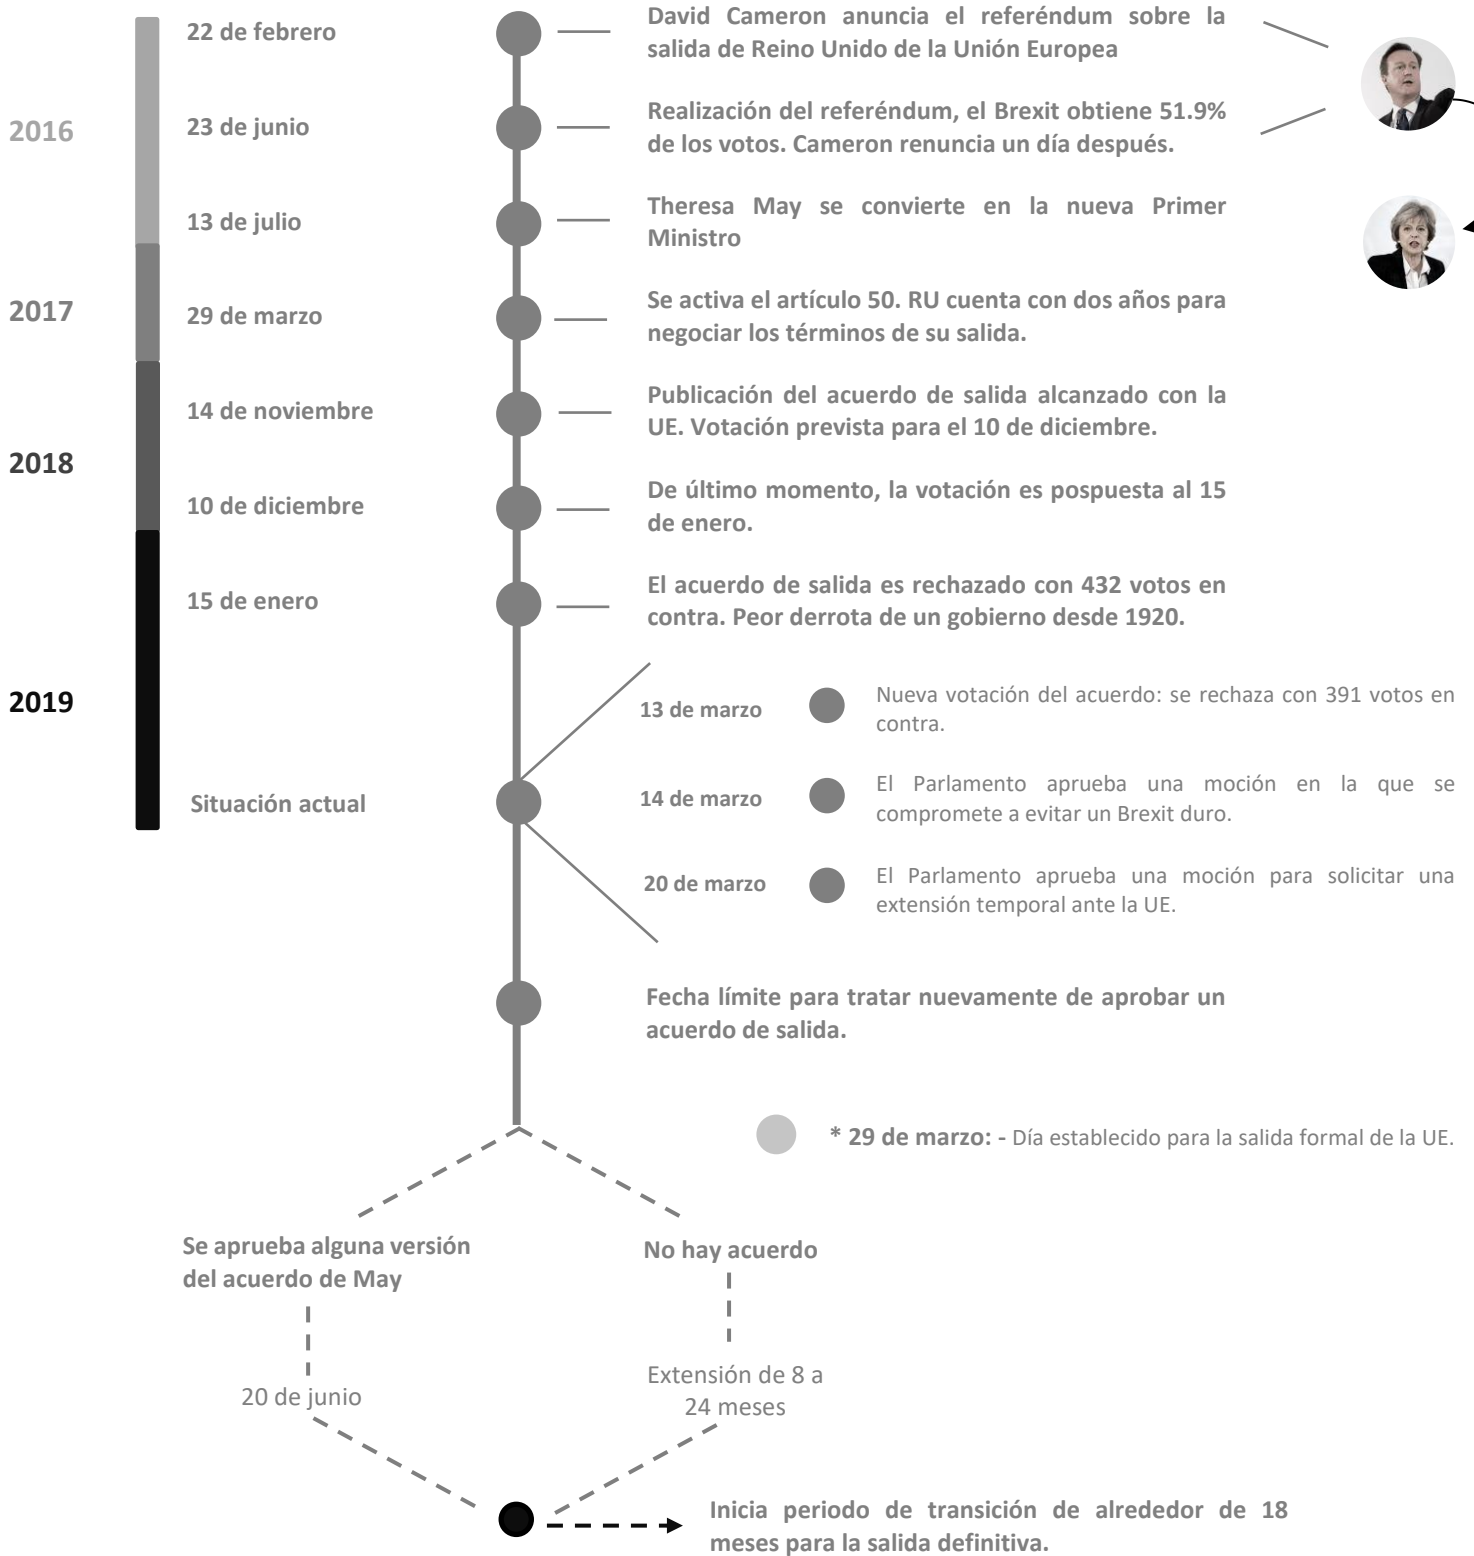 22 de febrero
David Cameron anuncia el referéndum sobre la
salida de Reino Unido de la Unión Europea
2016
23 de junio
Realización del referéndum, el Brexit obtiene 51.9%
de los votos. Cameron renuncia un día después.
13 de julio
Theresa May se convierte en la nueva Primer
Ministro
2017
29 de marzo
Se activa el artículo 50. RU cuenta con dos años para
negociar los términos de su salida.
14 de noviembre
Publicación del acuerdo de salida alcanzado con la
UE. Votación prevista para el 10 de diciembre.
2018
10 de diciembre
De último momento, la votación es pospuesta al 15
de enero.
15 de enero
El acuerdo de salida es rechazado con 432 votos en
contra. Peor derrota de un gobierno desde 1920.
2019
13 de marzo
Nueva votación del acuerdo: se rechaza con 391 votos en
contra.
Situación actual
14 de marzo
El Parlamento aprueba una moción en la que se
compromete a evitar un Brexit duro.
20 de marzo
El Parlamento aprueba una moción para solicitar una
extensión temporal ante la UE.
Fecha límite para tratar nuevamente de aprobar un
acuerdo de salida.
* 29 de marzo: - Día establecido para la salida formal de la UE.
Se aprueba alguna versión
del acuerdo de May
No hay acuerdo
20 de junio
Extensión de 8 a
24 meses
Inicia periodo de transición de alrededor de 18
meses para la salida definitiva.